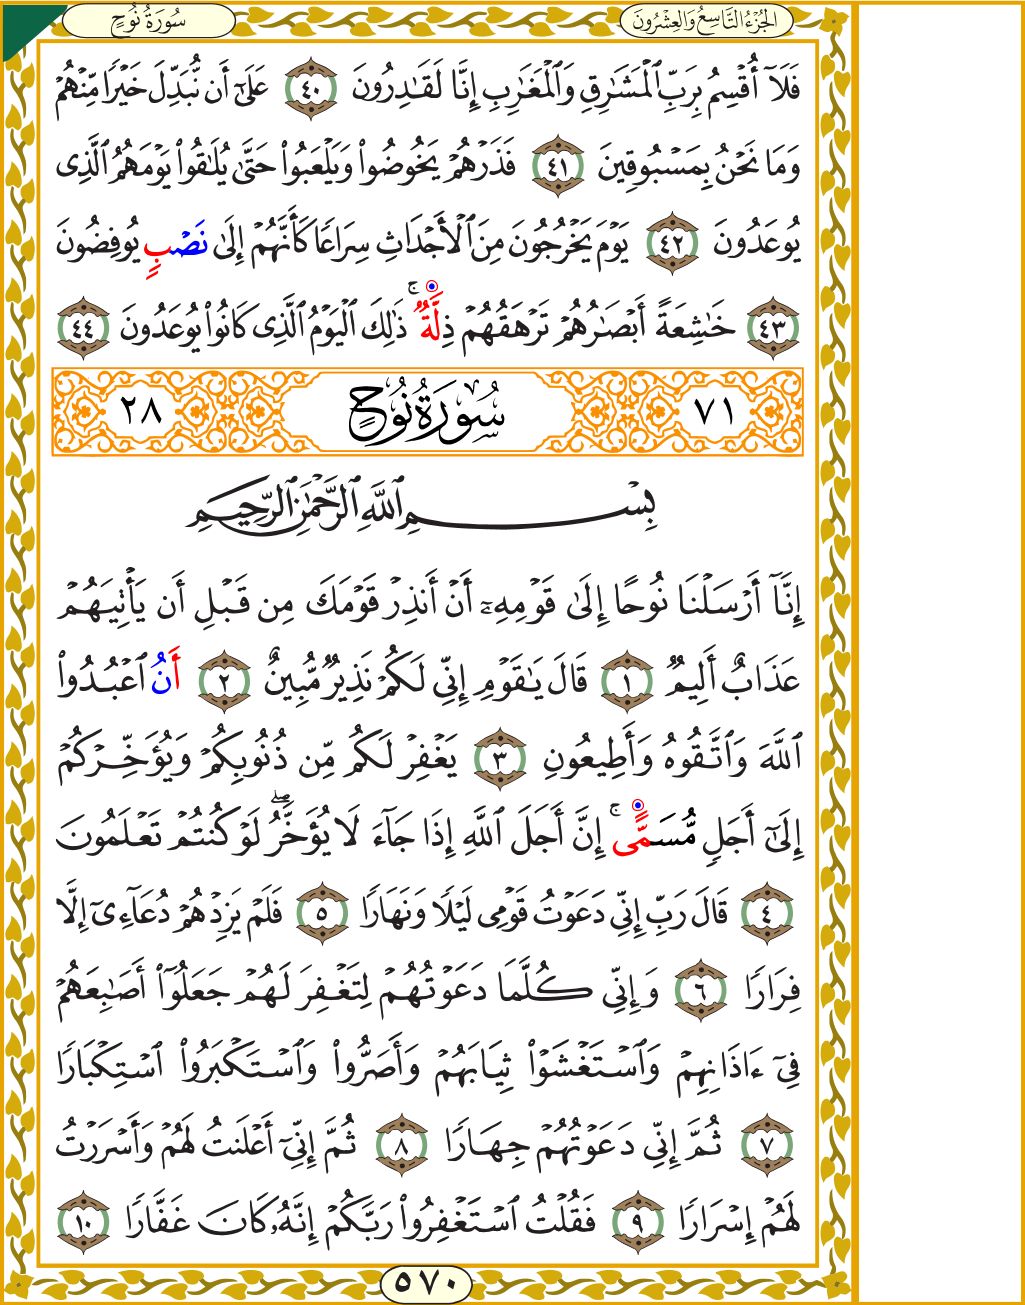 سُورَةُ نُوحٍ
الجُزْءُ التَّاسِعُ وَالعِشْرُونَ
فَلَآ أُقْسِمُ بِرَبِّ ٱلْمَشَٰرِقِ وَٱلْمَغَٰرِبِ إِنَّا لَقَٰدِرُونَ ٤٠ عَلَىٰٓ أَن نُّبَدِّلَ خَيْرًا مِّنْهُمْ
وَمَا نَحْنُ بِمَسْبُوقِينَ ٤١ فَذَرْهُمْ يَخُوضُوا۟ وَيَلْعَبُوا۟ حَتَّىٰ يُلَٰقُوا۟ يَوْمَهُمُ ٱلَّذِى
يُوعَدُونَ ٤٢ يَوْمَ يَخْرُجُونَ مِنَ ٱلْأَجْدَاثِ سِرَاعًا كَأَنَّهُمْ إِلَىٰ نَصْبٍ يُوفِضُونَ
٤٣ خَٰشِعَةً أَبْصَٰرُهُمْ تَرْهَقُهُمْ ذِلَّةٌ ۚ ذَٰلِكَ ٱلْيَوْمُ ٱلَّذِى كَانُوا۟ يُوعَدُونَ ٤٤
٧١ سُورَةُ نُوحٍ ٢٨
بِسْمِ ٱللَّهِ ٱلرَّحْمَٰنِ ٱلرَّحِيمِ
إِنَّآ أَرْسَلْنَا نُوحًا إِلَىٰ قَوْمِهِۦٓ أَنْ أَنذِرْ قَوْمَكَ مِن قَبْلِ أَن يَأْتِيَهُمْ
عَذَابٌ أَلِيمٌ ١ قَالَ يَٰقَوْمِ إِنِّى لَكُمْ نَذِيرٌ مُّبِينٌ ٢ أَنُ ٱعْبُدُوا۟
ٱللَّهَ وَٱتَّقُوهُ وَأَطِيعُونِ ٣ يَغْفِرْ لَكُم مِّن ذُنُوبِكُمْ وَيُؤَخِّرْكُمْ
إِلَىٰٓ أَجَلٍ مُّسَمًّى ۚ إِنَّ أَجَلَ ٱللَّهِ إِذَا جَآءَ لَا يُؤَخَّرُ ۖ لَوْ كُنتُمْ تَعْلَمُونَ
٤ قَالَ رَبِّ إِنِّى دَعَوْتُ قَوْمِى لَيْلًا وَنَهَارًا ٥ فَلَمْ يَزِدْهُمْ دُعَآءِىٓ إِلَّا
فِرَارًا ٦ وَإِنِّى كُلَّمَا دَعَوْتُهُمْ لِتَغْفِرَ لَهُمْ جَعَلُوٓا۟ أَصَٰبِعَهُمْ
فِىٓ ءَاذَانِهِمْ وَٱسْتَغْشَوْا۟ ثِيَابَهُمْ وَأَصَرُّوا۟ وَٱسْتَكْبَرُوا۟ ٱسْتِكْبَارًا
٧ ثُمَّ إِنِّى دَعَوْتُهُمْ جِهَارًا ٨ ثُمَّ إِنِّىٓ أَعْلَنتُ لَهُمْ وَأَسْرَرْتُ
لَهُمْ إِسْرَارًا ٩ فَقُلْتُ ٱسْتَغْفِرُوا۟ رَبَّكُمْ إِنَّهُۥ كَانَ غَفَّارًا ١٠
٥٧٠